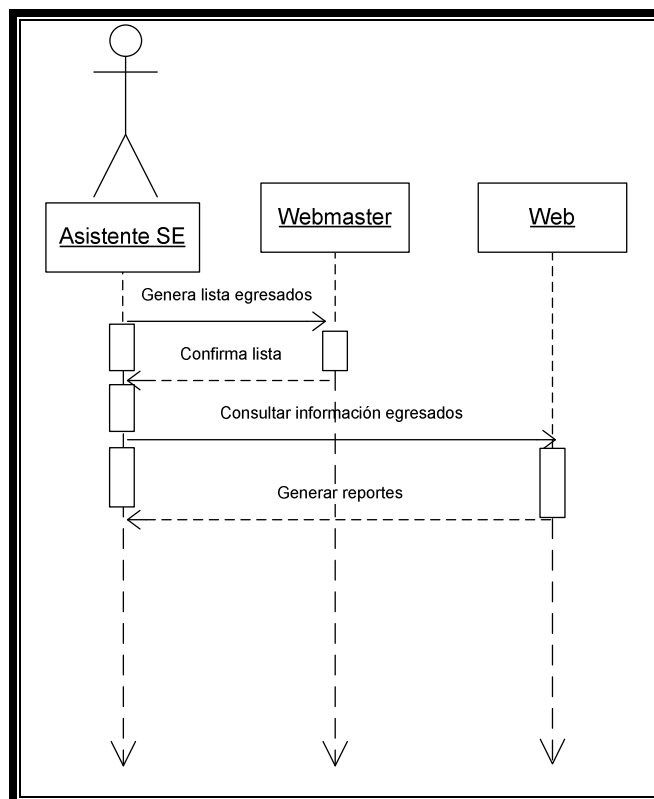 Asistente SE
Webmaster
Web
Genera lista egresados
Confirma lista
Consultar información egresados
Generar reportes